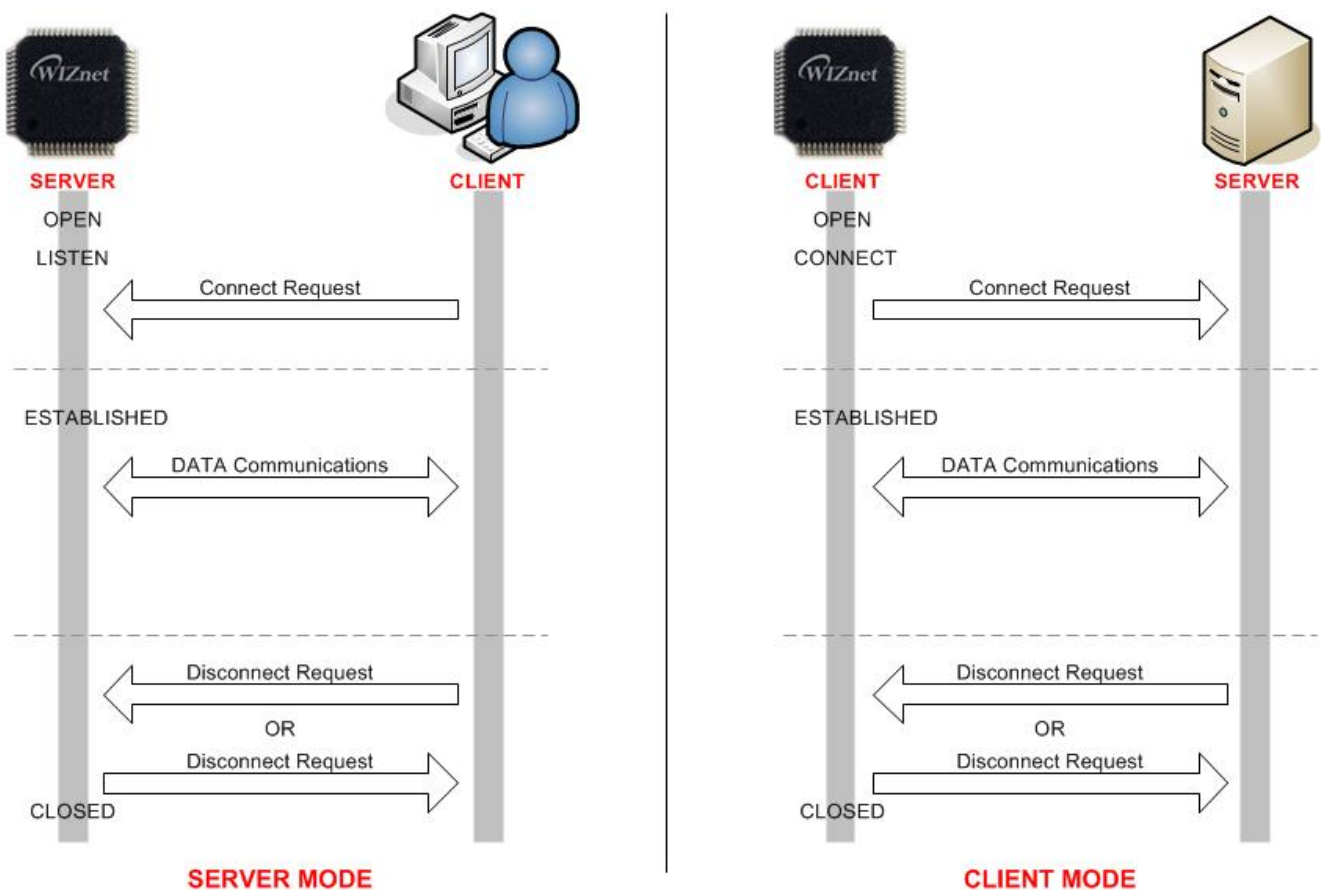 WIZnet
SERVER
CLIENT
OPEN
LISTEN
Connect Request
ESTABLISHED
DATA Communications
Disconnect Request
OR
Disconnect Request
CLOSED
SERVER MODE
WIZnet
CLIENT
SERVER
OPEN
CONNECT
Connect Request
ESTABLISHED
DATA Communications
Disconnect Request
OR
Disconnect Request
CLOSED
CLIENT MODE